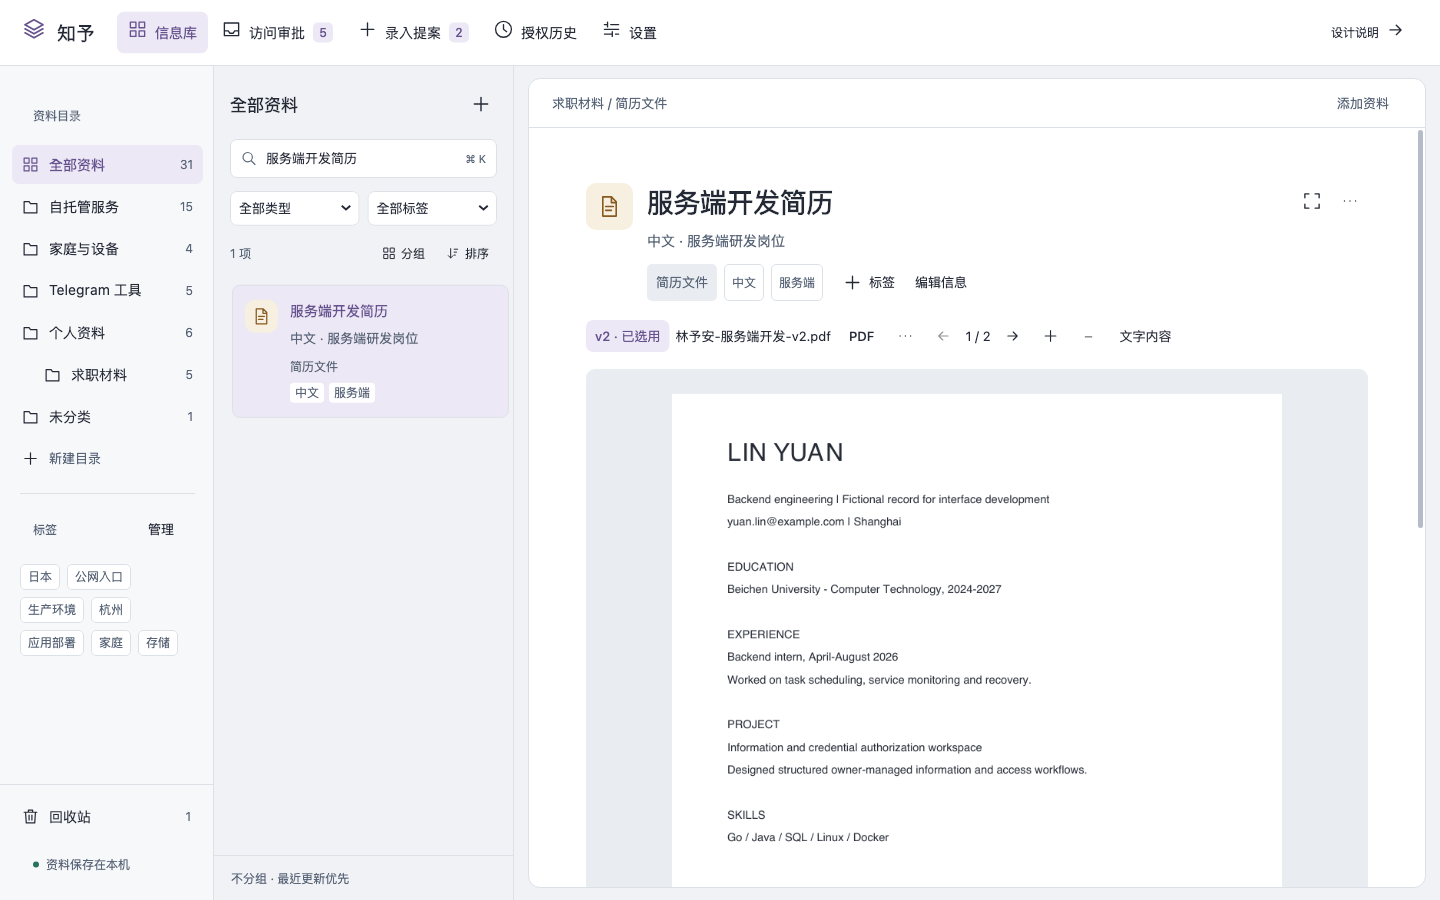 知予
信息库
访问审批 5
录入提案 2
授权历史
设置
设计说明
资料目录
全部资料 31
自托管服务 15
家庭与设备 4
Telegram 工具 5
个人资料 6
求职材料 5
未分类 1
新建目录
标签 管理
日本 公网入口
生产环境 杭州
应用部署 家庭 存储
回收站 1
资料保存在本机
全部资料
服务端开发简历 ⌘ K
全部类型 全部标签
1 项 分组 排序
服务端开发简历
中文 · 服务端研发岗位
简历文件
中文 服务端
不分组 · 最近更新优先
求职材料 / 简历文件 添加资料
服务端开发简历
中文 · 服务端研发岗位
简历文件 中文 服务端 标签 编辑信息
v2 · 已选用 林予安-服务端开发-v2.pdf PDF 1 / 2 文字内容
LIN YUAN
Backend engineering | Fictional record for interface development
yuan.lin@example.com | Shanghai
EDUCATION
Beichen University - Computer Technology, 2024-2027
EXPERIENCE
Backend intern, April-August 2026
Worked on task scheduling, service monitoring and recovery.
PROJECT
Information and credential authorization workspace
Designed structured owner-managed information and access workflows.
SKILLS
Go / Java / SQL / Linux / Docker